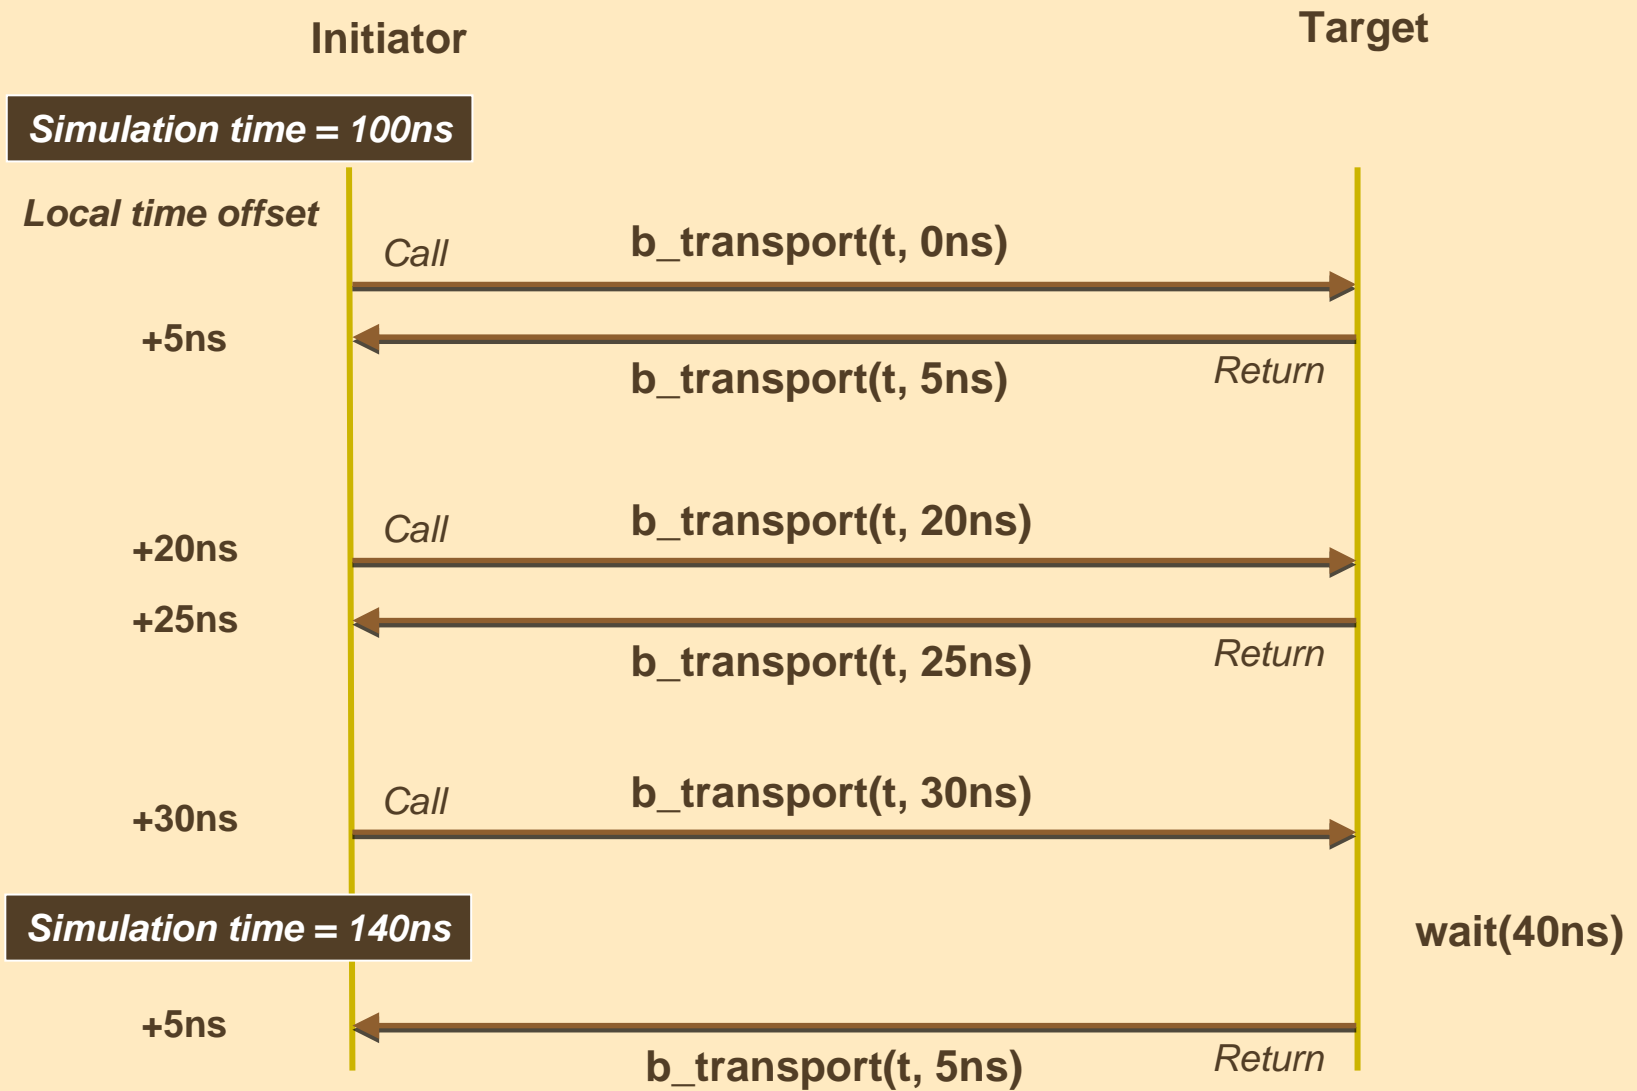 Initiator
Target
Simulation time = 100ns
Local time offset
Call
b_transport(t, 0ns)
+5ns
b_transport(t, 5ns)
Return
Call
b_transport(t, 20ns)
+20ns
+25ns
b_transport(t, 25ns)
Return
Call
b_transport(t, 30ns)
+30ns
Simulation time = 140ns
wait(40ns)
+5ns
b_transport(t, 5ns)
Return